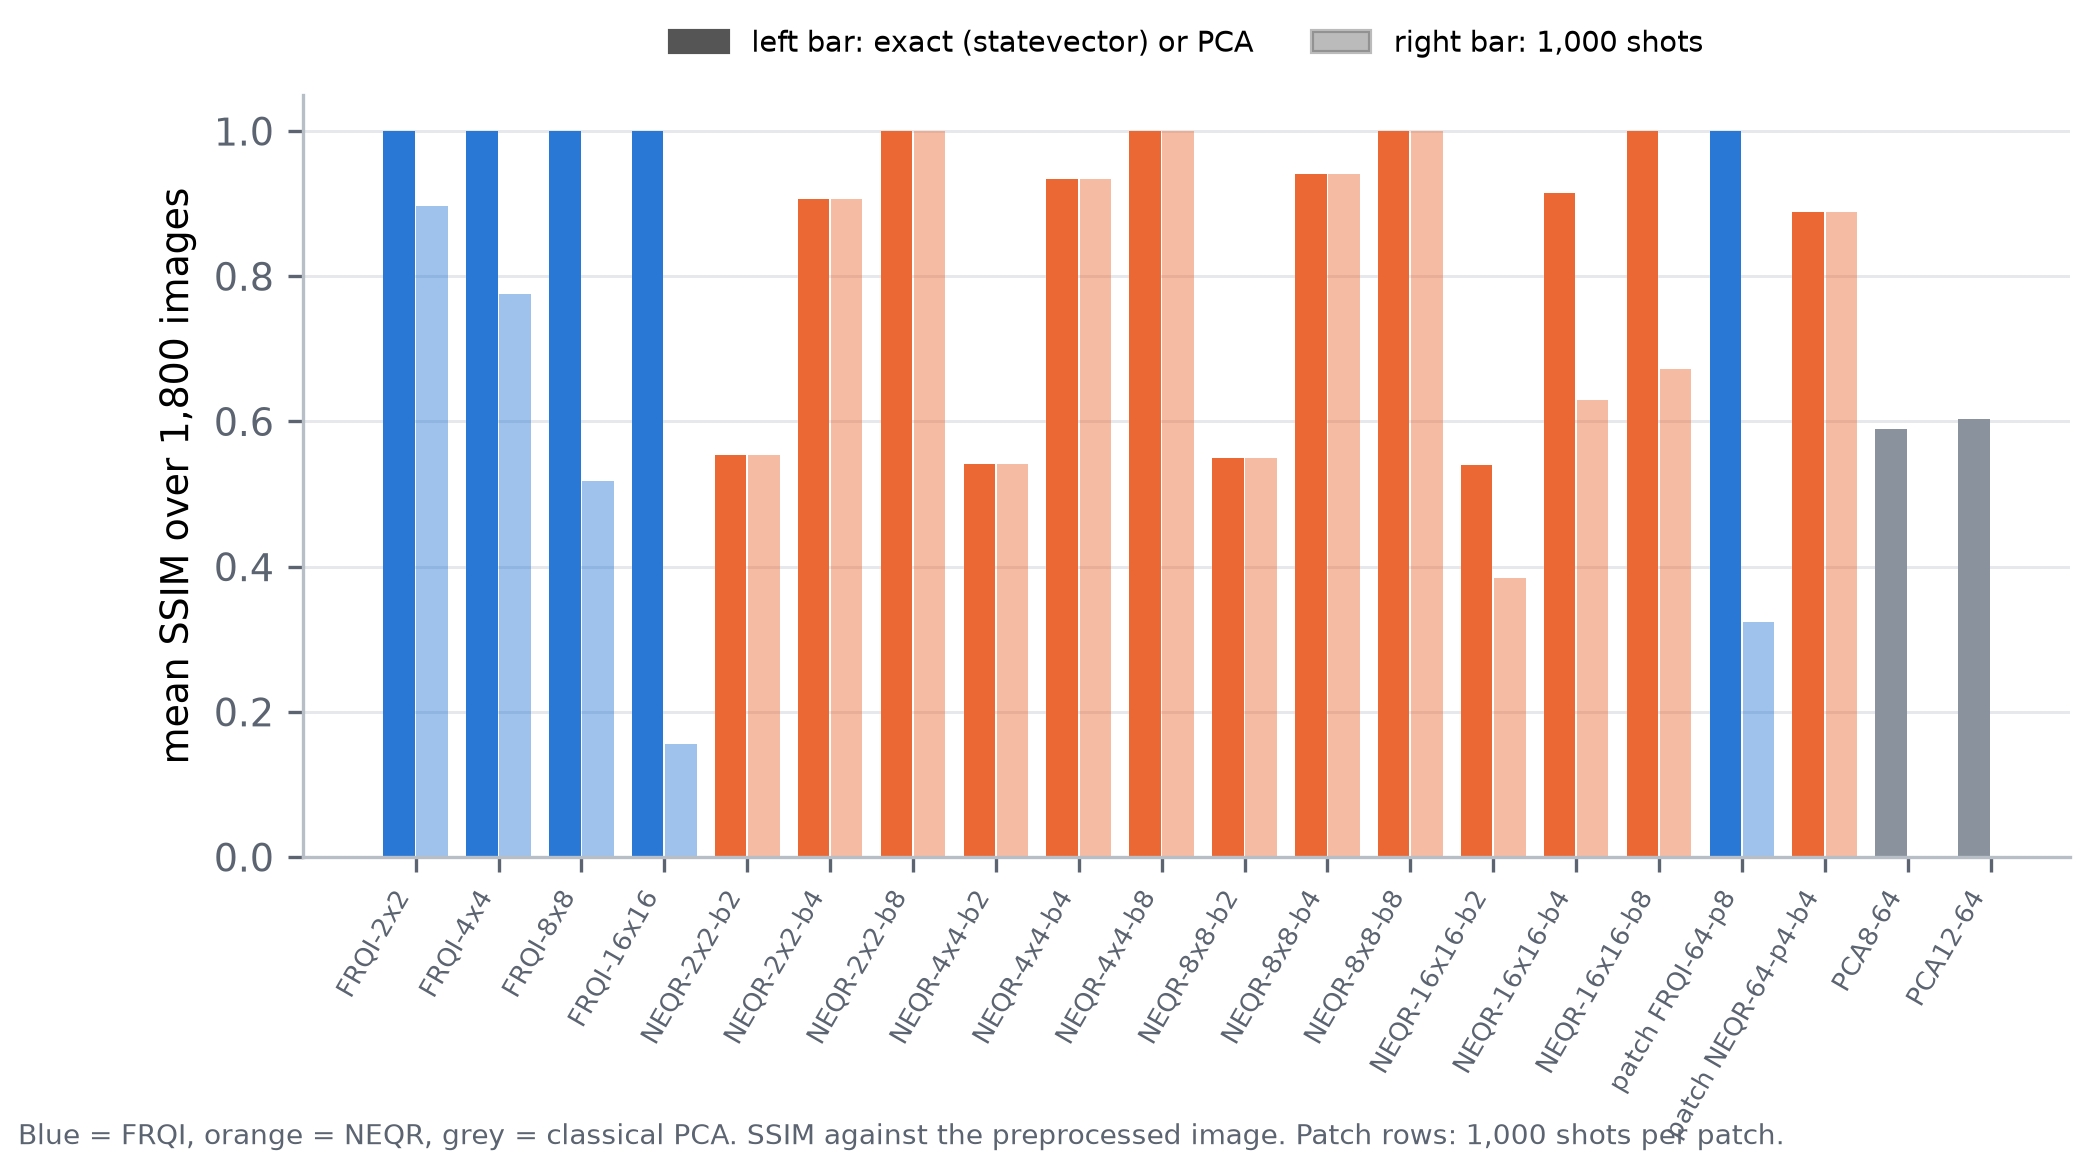 left bar: exact (statevector) or PCA
right bar: 1,000 shots
mean SSIM over 1,800 images
1.0
0.8
0.6
0.4
0.2
0.0
FRQI-2x2
FRQI-4x4
FRQI-8x8
FRQI-16x16
NEQR-2x2-b2
NEQR-2x2-b4
NEQR-2x2-b8
NEQR-4x4-b2
NEQR-4x4-b4
NEQR-4x4-b8
NEQR-8x8-b2
NEQR-8x8-b4
NEQR-8x8-b8
NEQR-16x16-b2
NEQR-16x16-b4
NEQR-16x16-b8
patch FRQI-64-p8
patch NEQR-64-p4-b4
PCA8-64
PCA12-64
Blue = FRQI, orange = NEQR, grey = classical PCA. SSIM against the preprocessed image. Patch rows: 1,000 shots per patch.